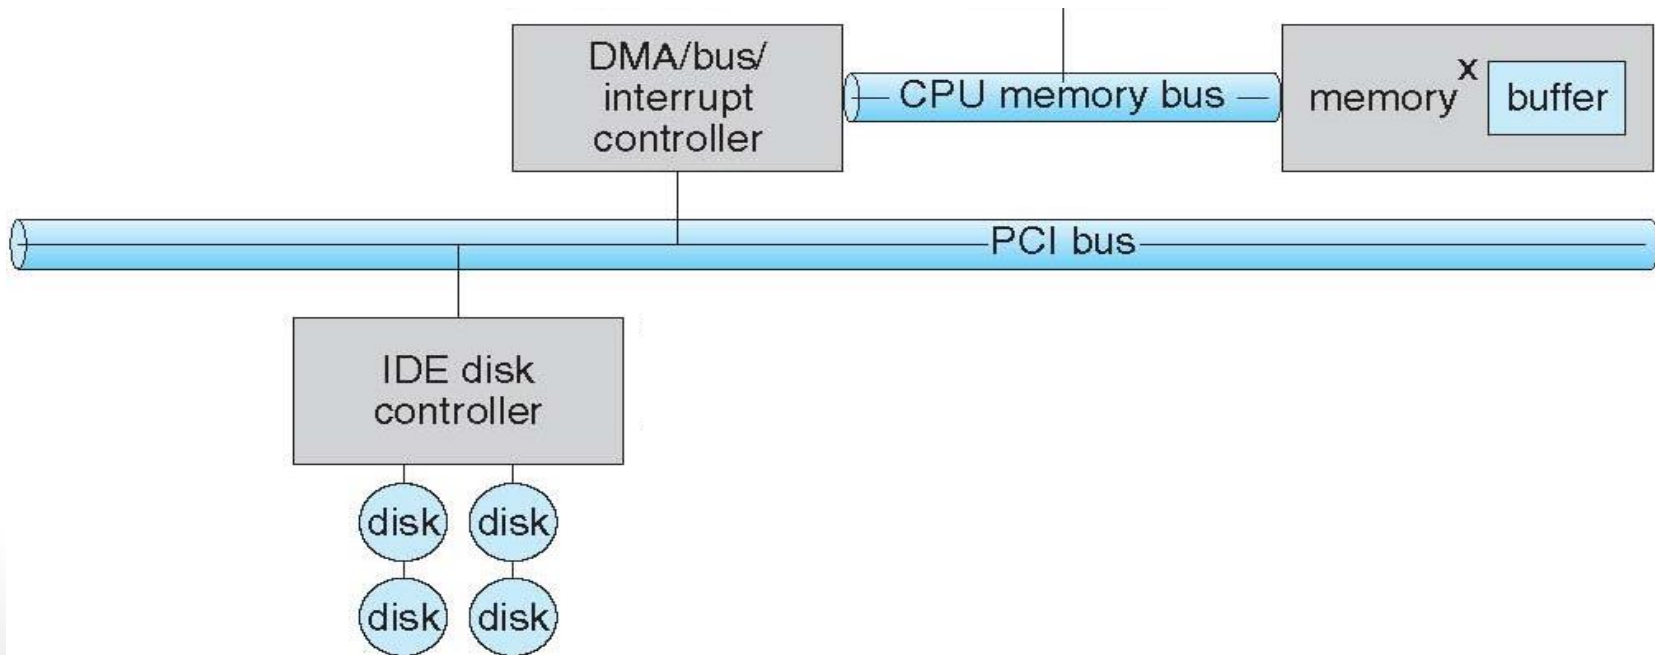 DMA/bus/
interrupt
controller
CPU memory bus
memory
x
buffer
PCI bus
IDE disk
controller
disk
disk
disk
disk